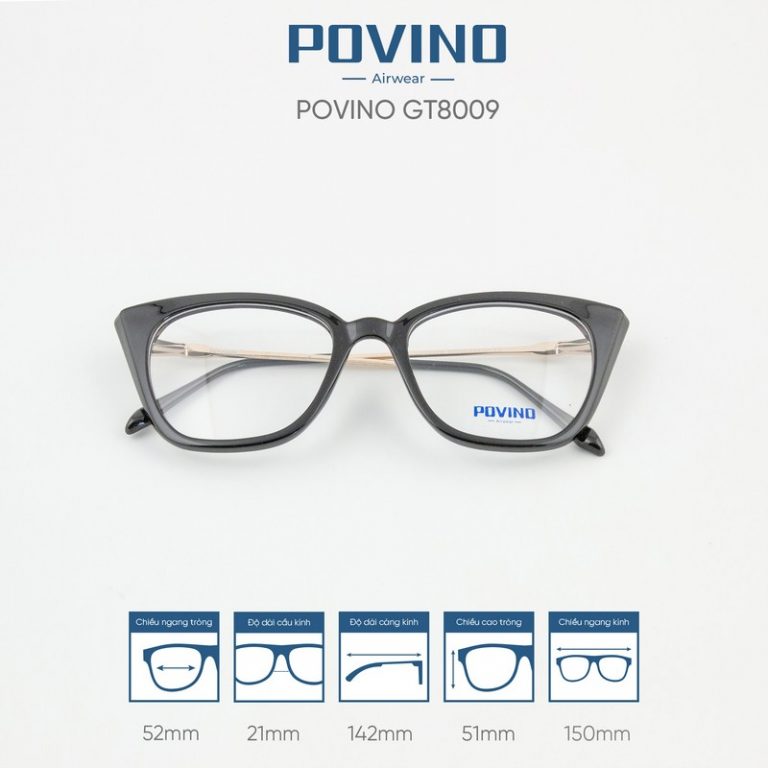 POVINO
Airwear
POVINO GT8009
POVINO
Airwear
Chiều ngang tròng
Độ dài cầu kính
Độ dài càng kính
Chiều cao tròng
Chiều ngang kính
52mm
21mm
142mm
51mm
150mm